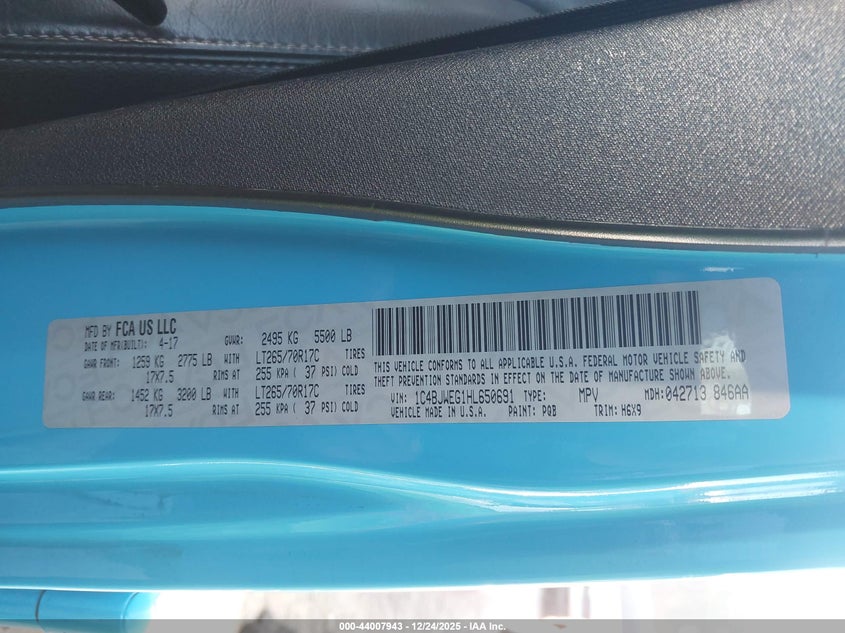 MFD BY FCA US LLC
DATE OF MFR(BUILT): 4-17 GVWR: 2495 KG 5500 LB
GAWR FRONT: 1259 KG 2775 LB WITH LT265/70R17C TIRES
17X7.5 RIMS AT 255 KPA ( 37 PSI) COLD
GAWR REAR: 1452 KG 3200 LB WITH LT265/70R17C TIRES
17X7.5 RIMS AT 255 KPA ( 37 PSI) COLD
THIS VEHICLE CONFORMS TO ALL APPLICABLE U.S.A. FEDERAL MOTOR VEHICLE SAFETY AND
THEFT PREVENTION STANDARDS IN EFFECT ON THE DATE OF MANUFACTURE SHOWN ABOVE.
VIN: 1C4BJWEG1HL650691 TYPE: MPV MDH: 042713 846AA
VEHICLE MADE IN U.S.A. PAINT: PQB TRIM: H6X9
000-44007943 - 12/24/2025 - IAA Inc.